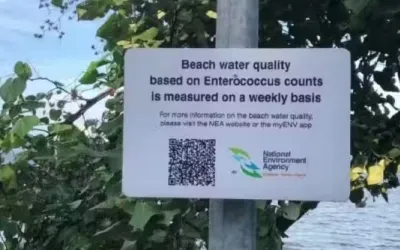 Beach water quality
based on Enterococcus counts
is measured on a weekly basis
For more information on the beach water quality,
please visit the NEA website or the myENV app
National
Environment
Agency